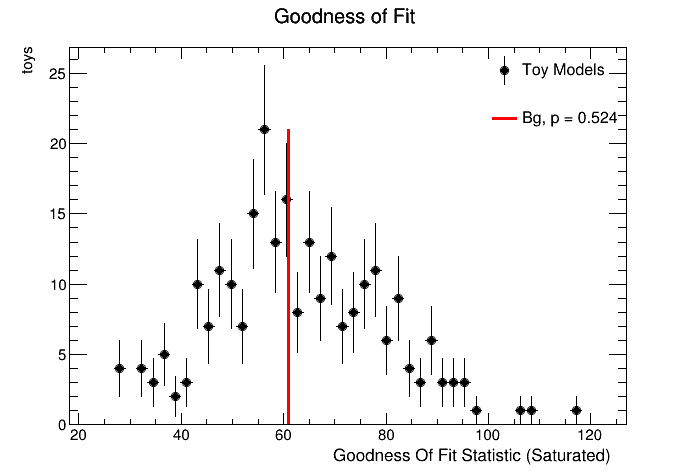 Goodness of Fit
toys
25
20
15
10
5
0
Toy Models
Bg, p = 0.524
20 40 60 80 100 120
Goodness Of Fit Statistic (Saturated)